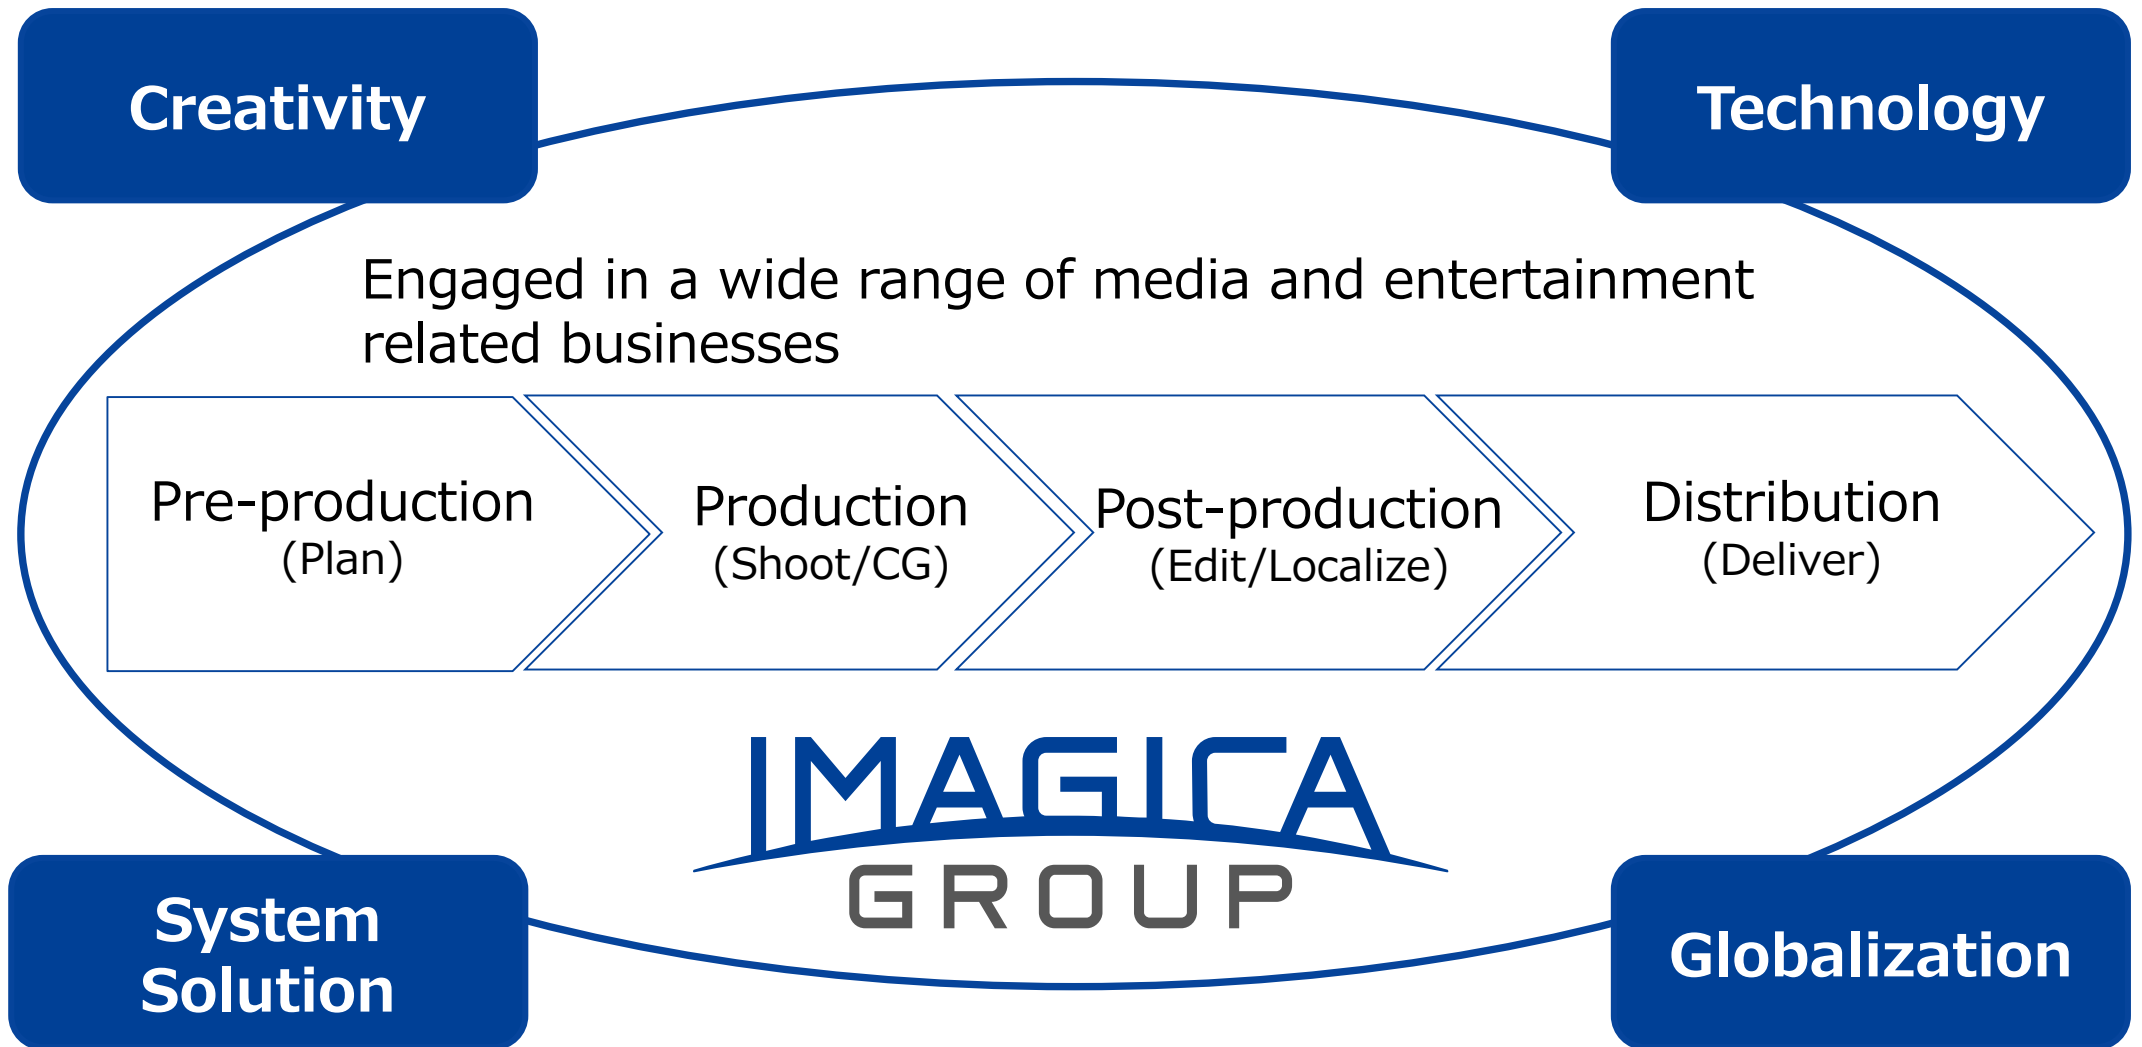 Creativity
Technology
Engaged in a wide range of media and entertainment
related businesses
Pre-production
(Plan)
Production
(Shoot/CG)
Post-production
(Edit/Localize)
Distribution
(Deliver)
IMAGICA
GROUP
System
Solution
Globalization